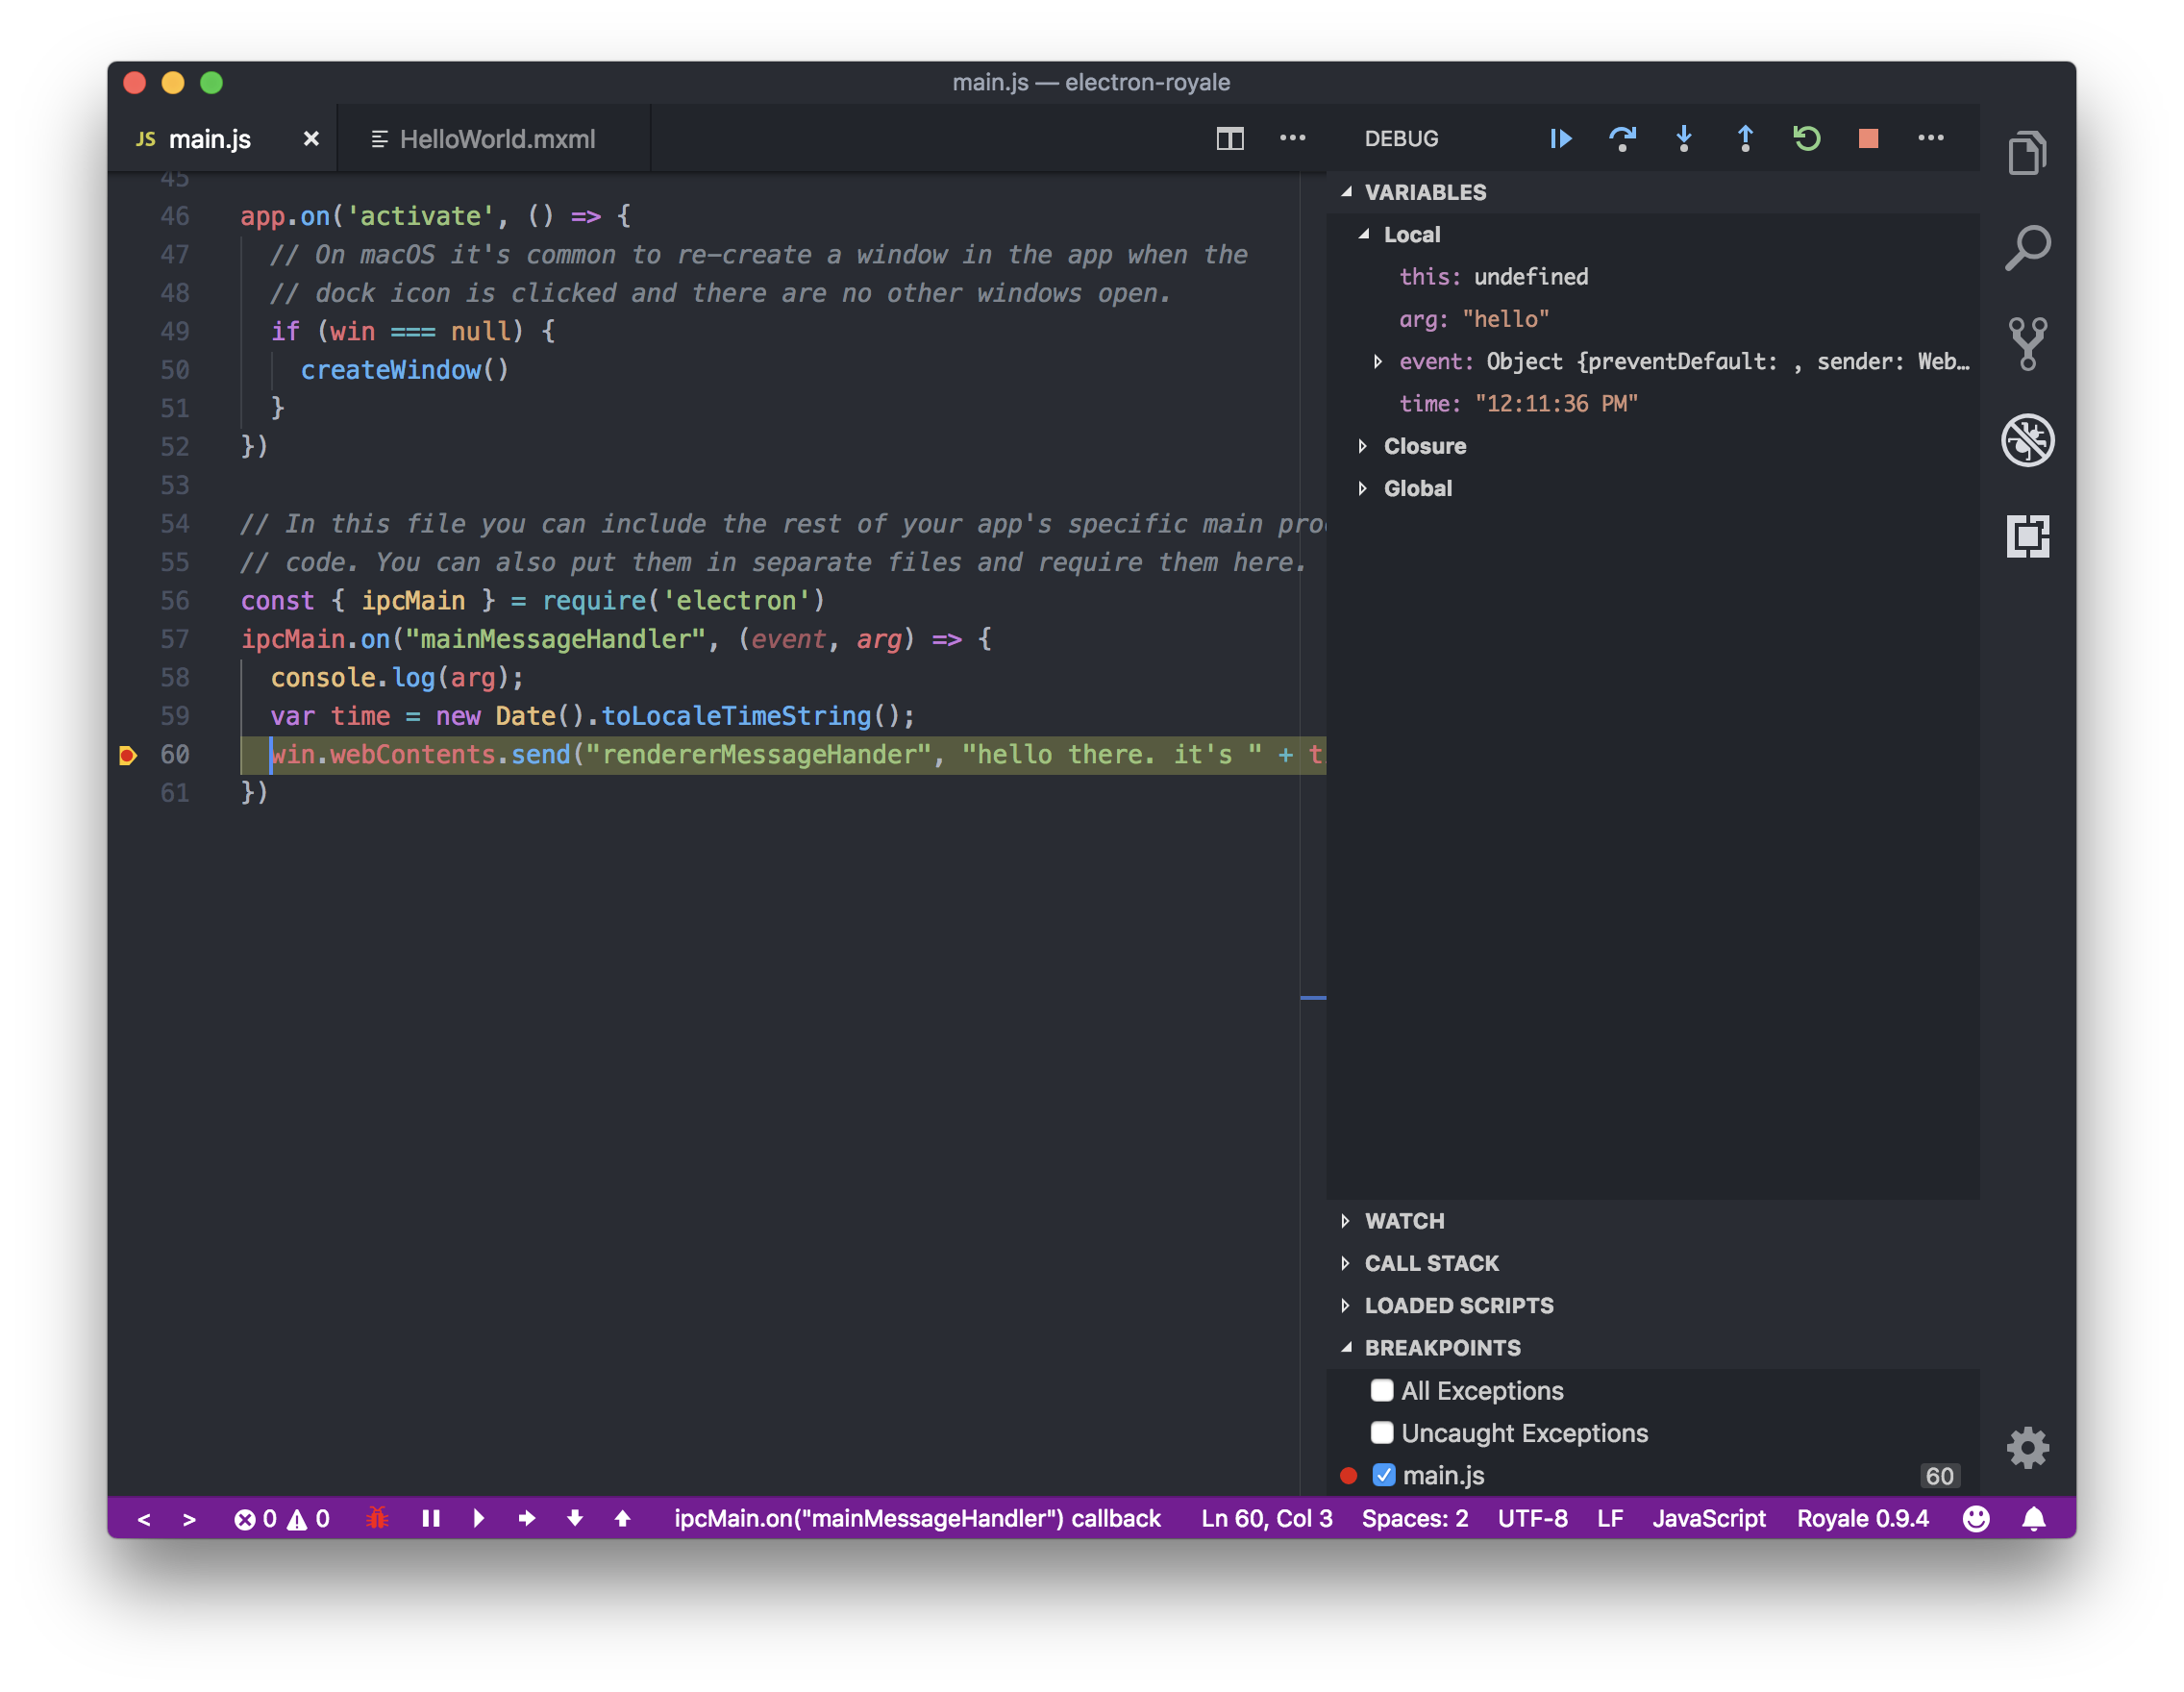 main.js — electron-royale
JS main.js
HelloWorld.mxml
45
46 app.on('activate', () => {
47 // On macOS it's common to re-create a window in the app when the
48 // dock icon is clicked and there are no other windows open.
49 if (win === null) {
50 createWindow()
51 }
52 })
53
54 // In this file you can include the rest of your app's specific main pro
55 // code. You can also put them in separate files and require them here.
56 const { ipcMain } = require('electron')
57 ipcMain.on("mainMessageHandler", (event, arg) => {
58 console.log(arg);
59 var time = new Date().toLocaleTimeString();
60 win.webContents.send("rendererMessageHander", "hello there. it's " + t
61 })
DEBUG
VARIABLES
Local
this: undefined
arg: "hello"
event: Object {preventDefault: , sender: Web…
time: "12:11:36 PM"
Closure
Global
WATCH
CALL STACK
LOADED SCRIPTS
BREAKPOINTS
All Exceptions
Uncaught Exceptions
main.js 60
< > 0 0 ipcMain.on("mainMessageHandler") callback Ln 60, Col 3 Spaces: 2 UTF-8 LF JavaScript Royale 0.9.4